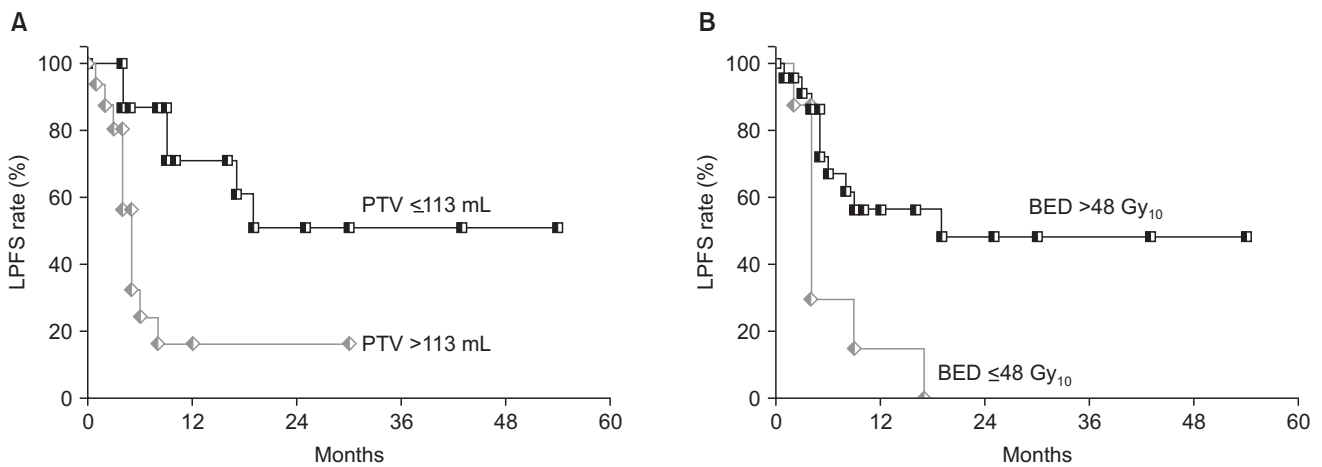 A
LPFS rate (%)
100
80
60
40
20
0
PTV ≤113 mL
PTV >113 mL
0 12 24 36 48 60
Months
B
LPFS rate (%)
100
80
60
40
20
0
BED >48 Gy₁₀
BED ≤48 Gy₁₀
0 12 24 36 48 60
Months